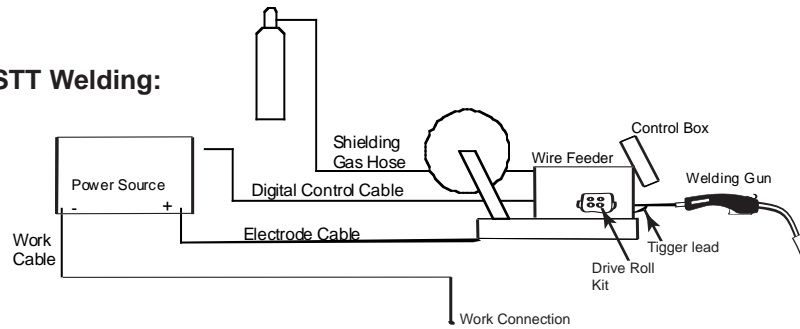 STT Welding:
Control Box
Shielding
Gas Hose
Wire Feeder
Welding Gun
Power Source
Digital Control Cable
- +
Work
Cable
Electrode Cable
Tigger lead
Drive Roll
Kit
Work Connection